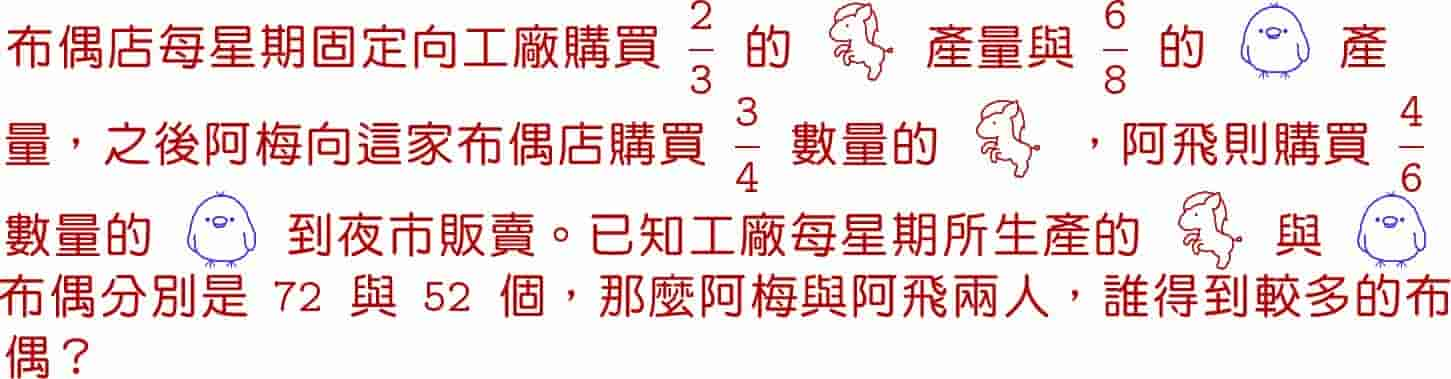 布偶店每星期固定向工廠購買 2/3 的 產量與 6/8 的 產
量，之後阿梅向這家布偶店購買 3/4 數量的 ，阿飛則購買 4/6
數量的 到夜市販賣。已知工廠每星期所生產的 與
布偶分別是 72 與 52 個，那麼阿梅與阿飛兩人，誰得到較多的布
偶？